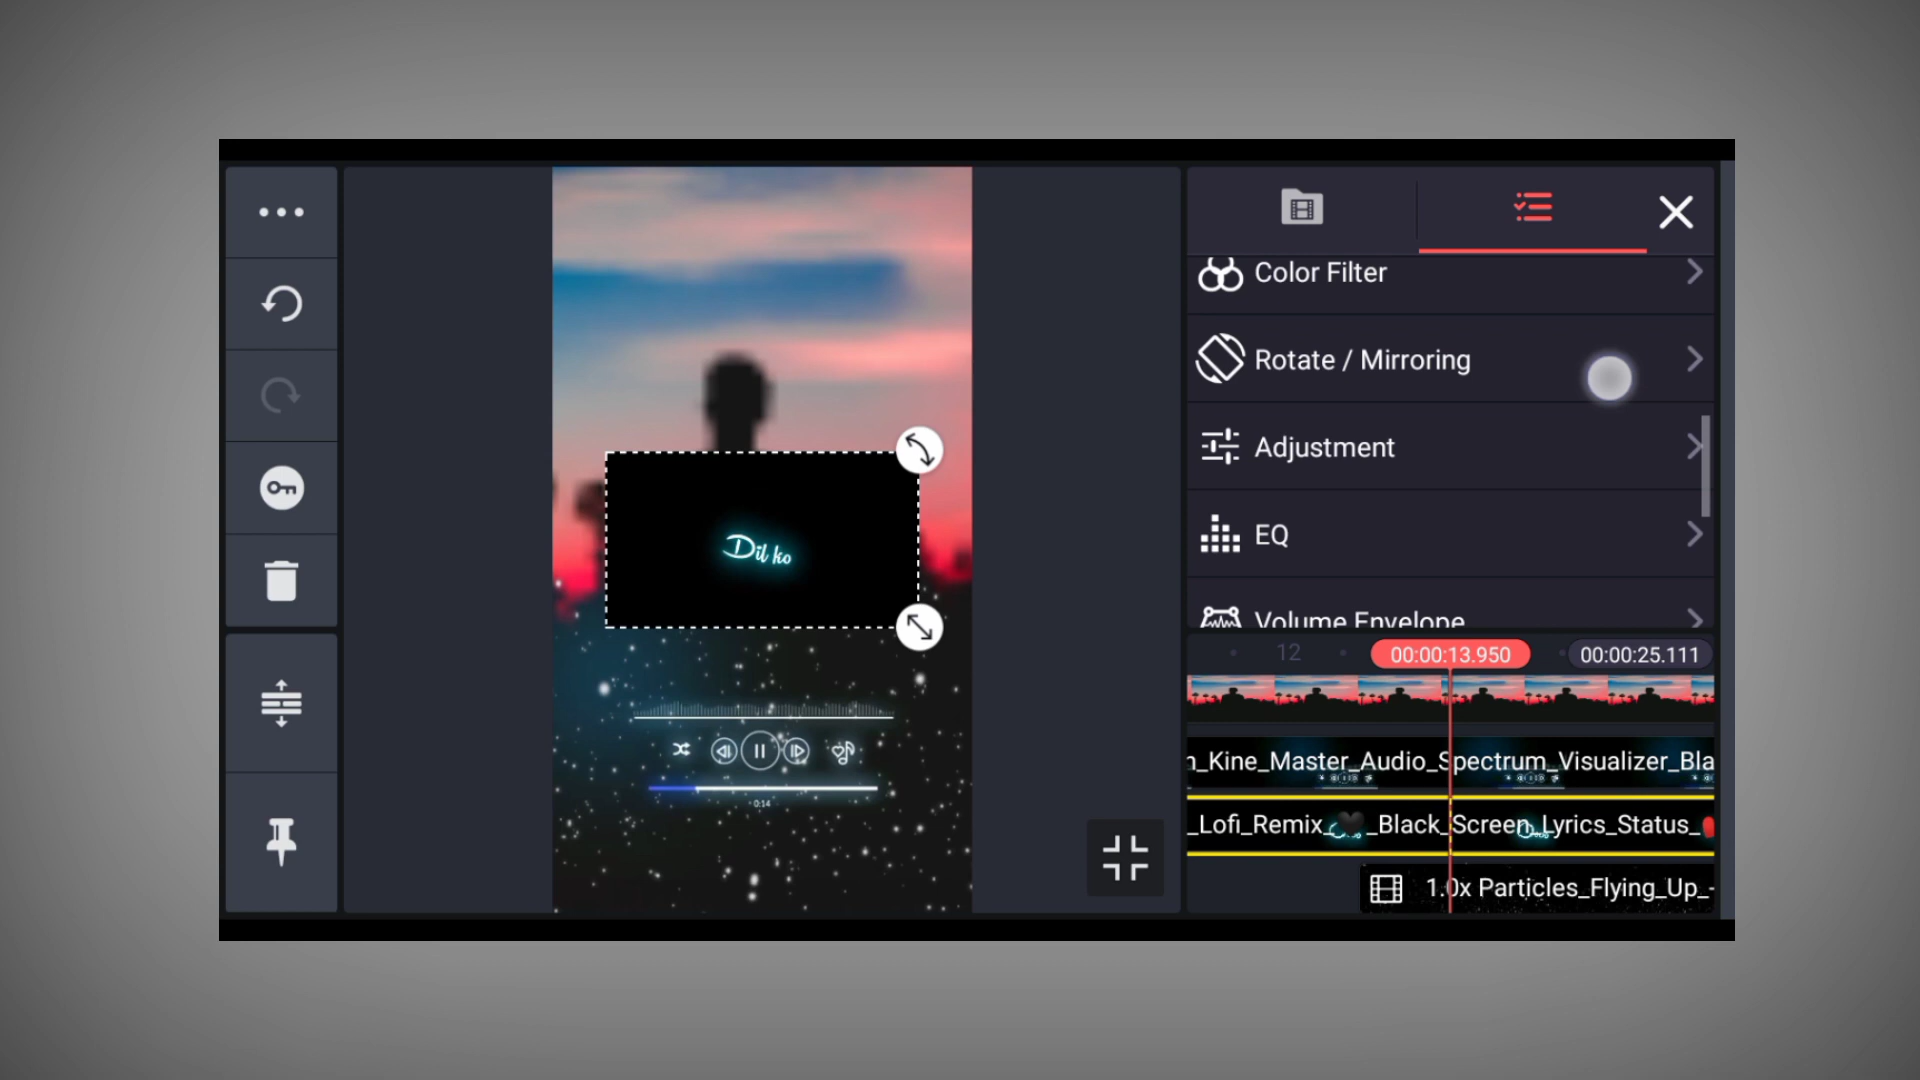 Color Filter
Rotate / Mirroring
Adjustment
EQ
Volume Envelope
Dil ko
0:14
12
00:00:13.950
00:00:25.111
_Kine_Master_Audio_Spectrum_Visualizer_Bla
_Lofi_Remix_🖤_Black_Screen_Lyrics_Status_
1.0x Particles_Flying_Up_-